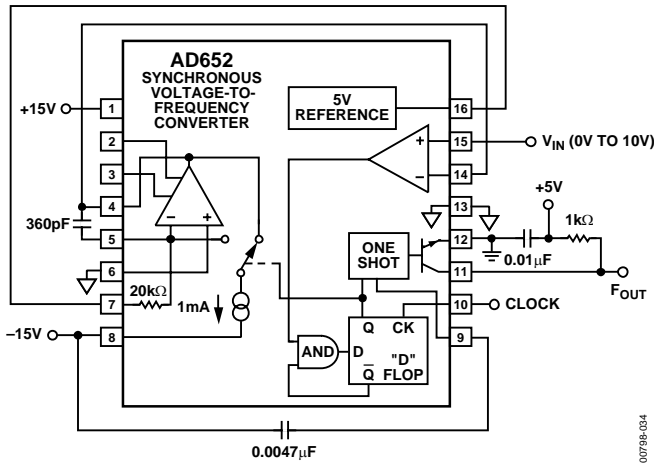 AD652
SYNCHRONOUS
VOLTAGE-TO-
FREQUENCY
CONVERTER
5V
REFERENCE
+15V
1
2
3
4
5
6
7
8
16
15
14
13
12
11
10
9
VIN (0V TO 10V)
+5V
1kΩ
0.01μF
FOUT
CLOCK
360pF
20kΩ
1mA
–15V
–
+
+
–
ONE
SHOT
AND
D
Q
CK
Q
"D"
FLOP
0.0047μF
00798-034